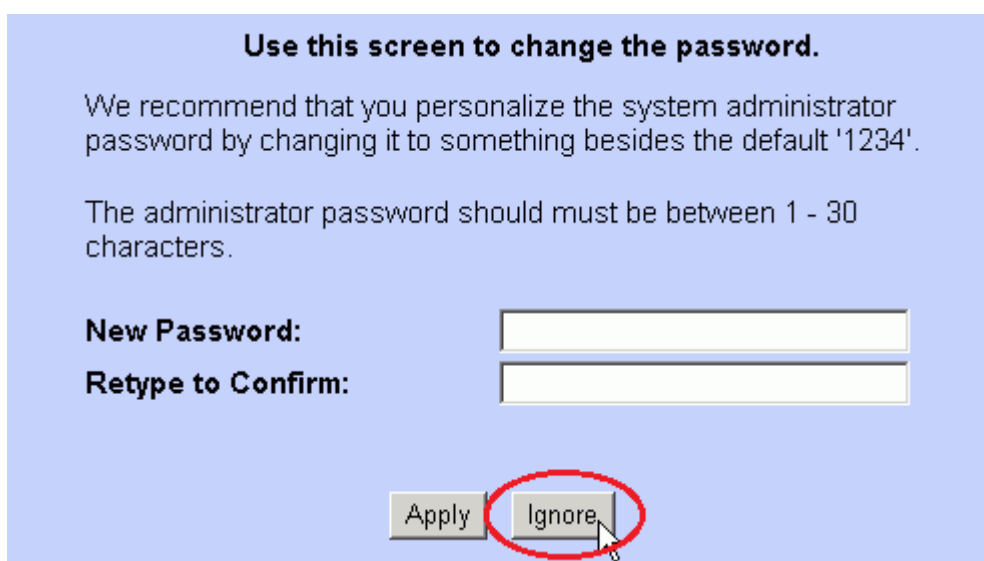 Use this screen to change the password.
We recommend that you personalize the system administrator
password by changing it to something besides the default '1234'.
The administrator password should must be between 1 - 30
characters.
New Password:
Retype to Confirm:
Apply Ignore